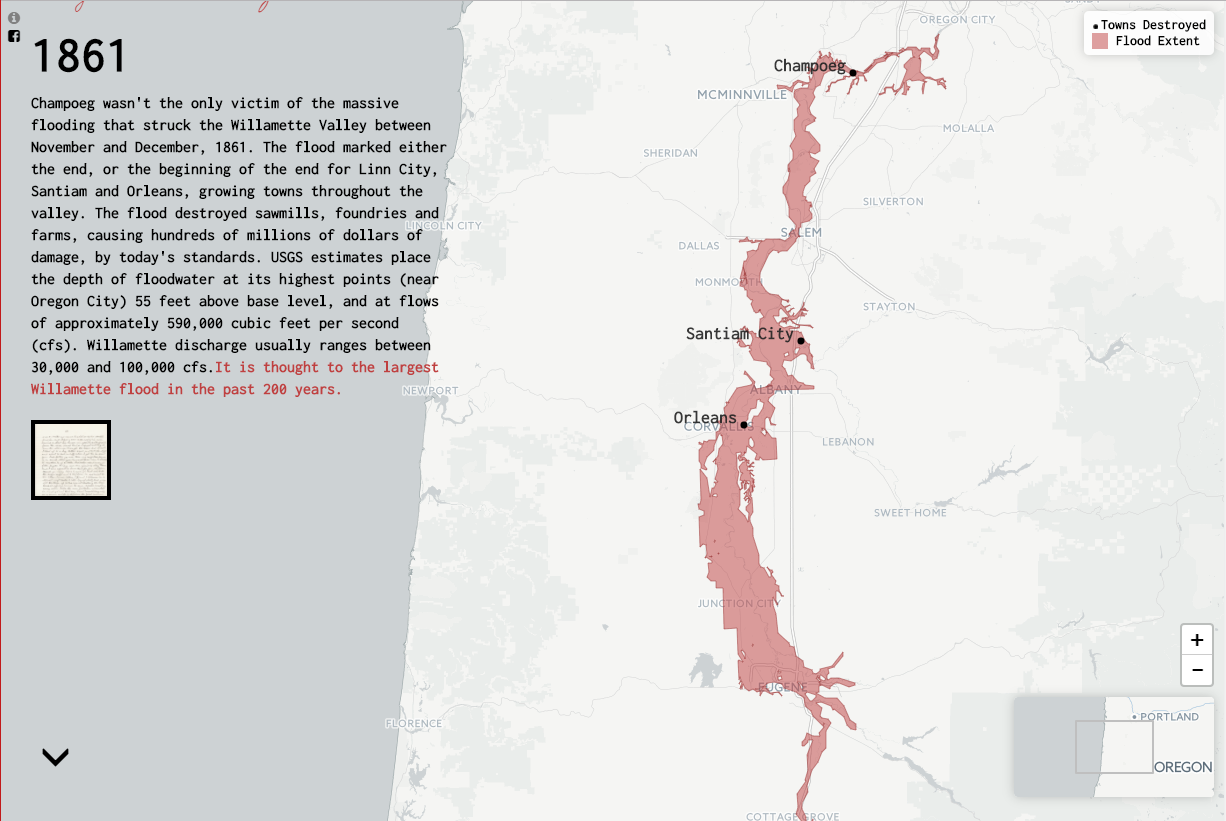 1861
Champoeg wasn't the only victim of the massive
flooding that struck the Willamette Valley between
November and December, 1861. The flood marked either
the end, or the beginning of the end for Linn City,
Santiam and Orleans, growing towns throughout the
valley. The flood destroyed sawmills, foundries and
farms, causing hundreds of millions of dollars of
damage, by today's standards. USGS estimates place
the depth of floodwater at its highest points (near
Oregon City) 55 feet above base level, and at flows
of approximately 590,000 cubic feet per second
(cfs). Willamette discharge usually ranges between
30,000 and 100,000 cfs.It is thought to the largest
Willamette flood in the past 200 years.
OREGON CITY
Towns Destroyed
Flood Extent
Champoeg
MCMINNVILLE
MOLALLA
SHERIDAN
SILVERTON
LINCOLN CITY
SALEM
DALLAS
MONMOUTH
STAYTON
Santiam City
NEWPORT
ALBANY
Orleans
CORVALLIS
LEBANON
SWEET HOME
JUNCTION CITY
EUGENE
FLORENCE
COTTAGE GROVE
+
−
PORTLAND
OREGON